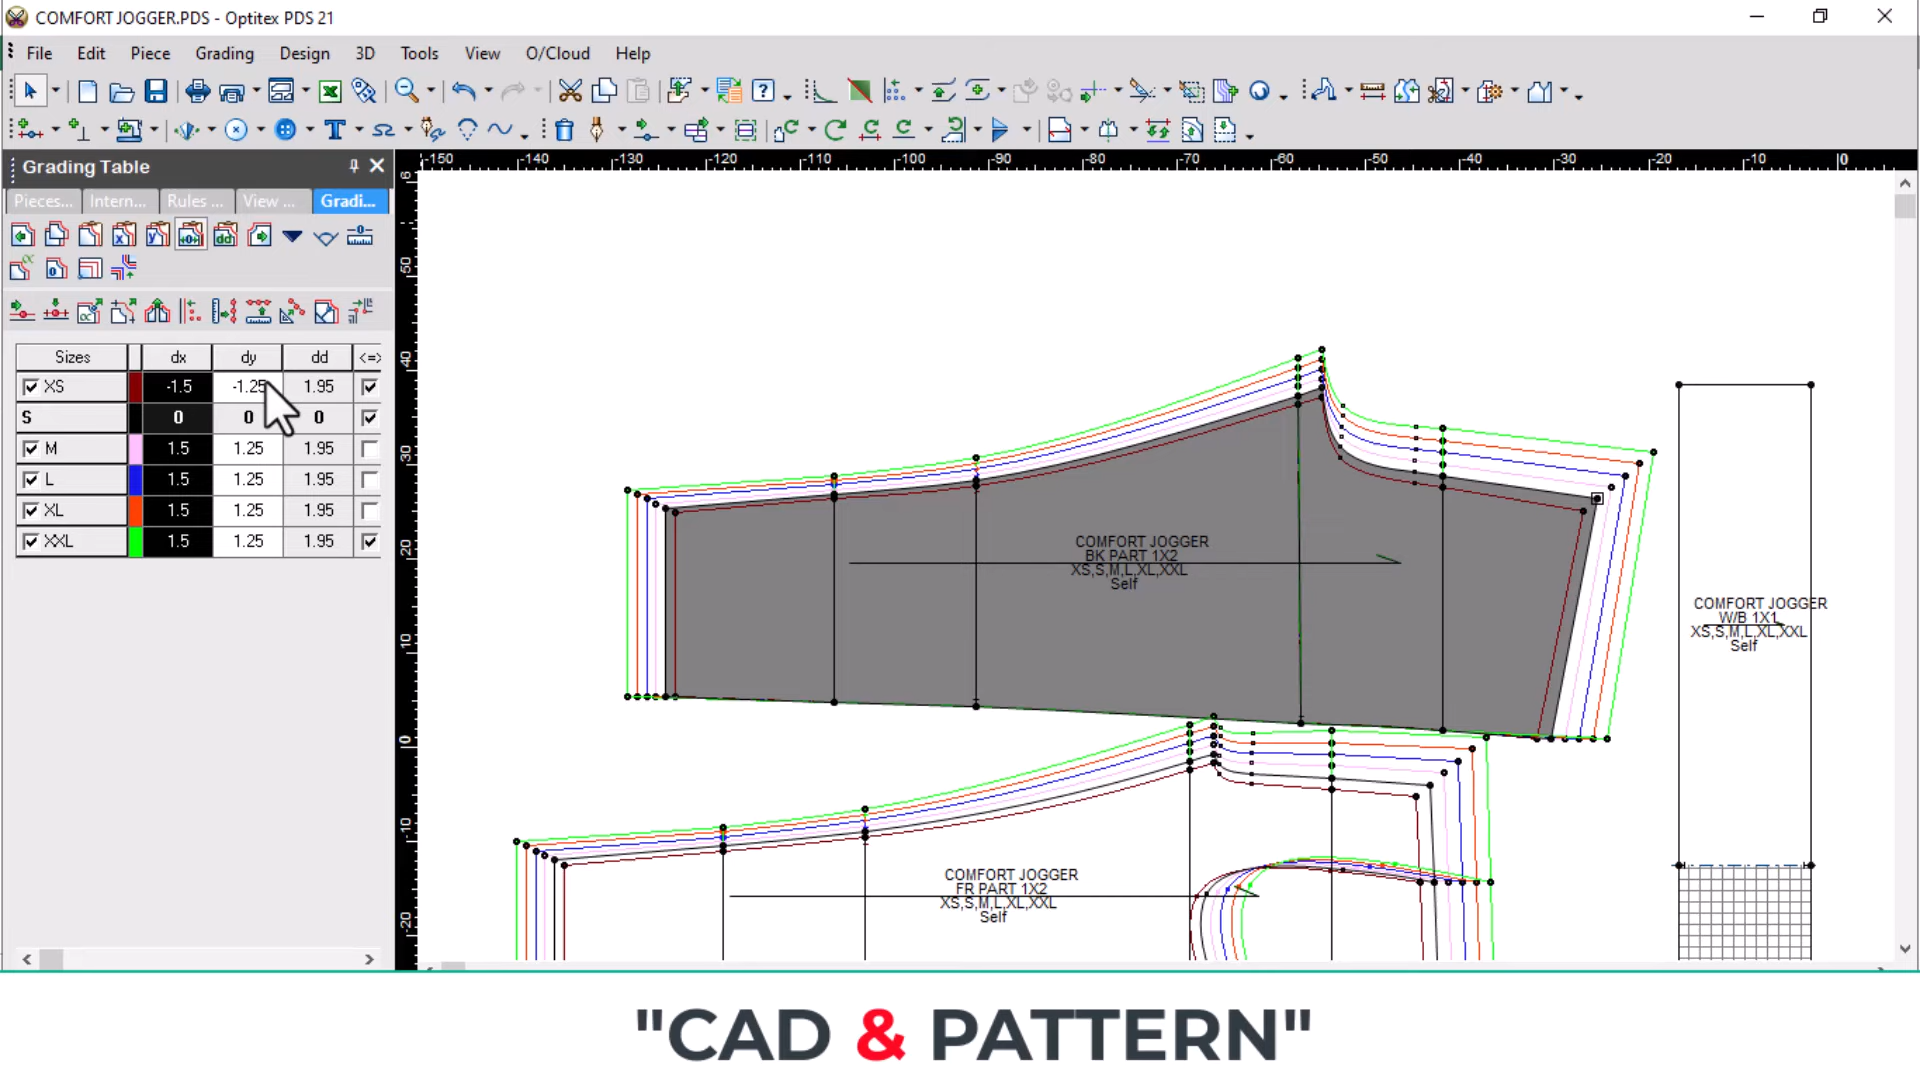 COMFORT JOGGER.PDS - Optitex PDS 21
File Edit Piece Grading Design 3D Tools View O/Cloud Help
Grading Table
Pieces... Intern... Rules ... View ... Gradi...
Sizes dx dy dd <=>
XS -1.5 -1.25 1.95
S 0 0 0
M 1.5 1.25 1.95
L 1.5 1.25 1.95
XL 1.5 1.25 1.95
XXL 1.5 1.25 1.95
-150 -140 -130 -120 -110 -100 -90 -80 -70 -60 -50 -40 -30 -20 -10 0
50
40
30
20
10
0
-10
-20
COMFORT JOGGER
BK PART 1X2
XS,S,M,L,XL,XXL
Self
COMFORT JOGGER
W/B 1X1
XS,S,M,L,XL,XXL
Self
COMFORT JOGGER
FR PART 1X2
XS,S,M,L,XL,XXL
Self
"CAD & PATTERN"